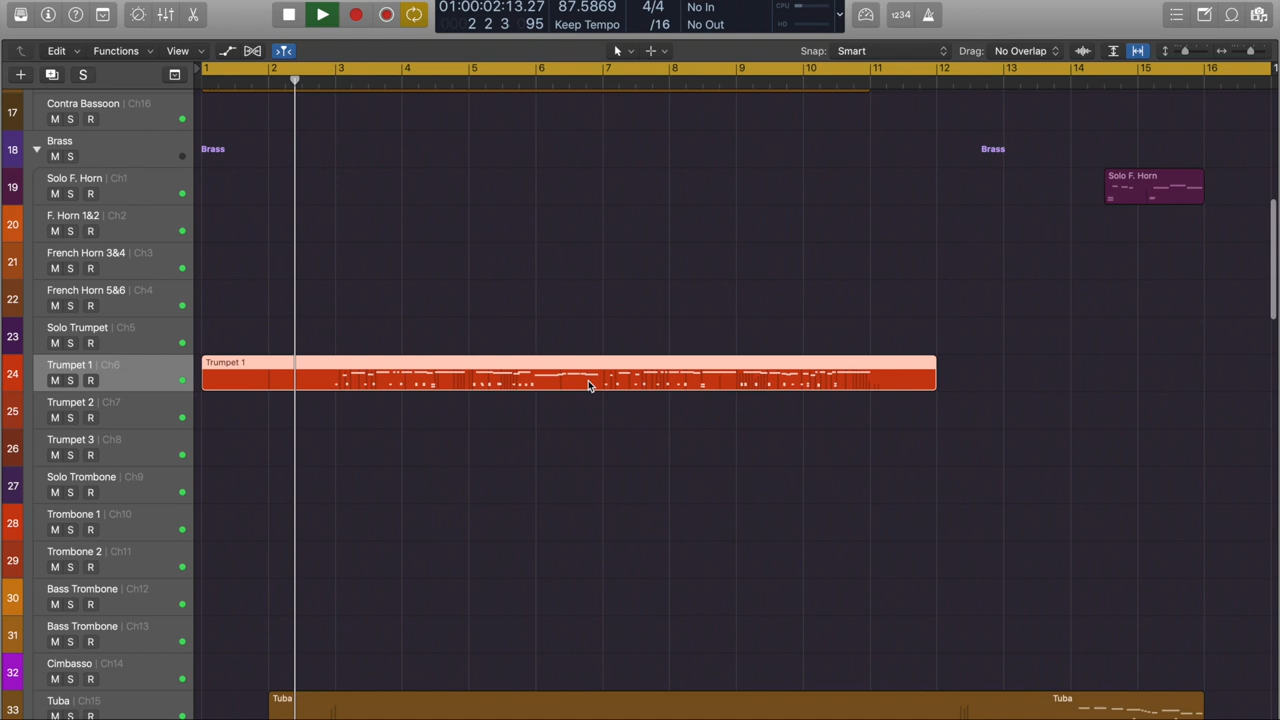 01:00:02:13.27 87.5869 4/4 No In CPU
2 2 3 95 Keep Tempo /16 No Out HD
1234
Edit Functions View Snap: Smart Drag: No Overlap
S
1 2 3 4 5 6 7 8 9 10 11 12 13 14 15 16 1
17 Contra Bassoon | Ch16
M S R
18 Brass Brass Brass
M S
19 Solo F. Horn | Ch1 Solo F. Horn
M S R
20 F. Horn 1&2 | Ch2
M S R
21 French Horn 3&4 | Ch3
M S R
22 French Horn 5&6 | Ch4
M S R
23 Solo Trumpet | Ch5
M S R
24 Trumpet 1 | Ch6 Trumpet 1
M S R
25 Trumpet 2 | Ch7
M S R
26 Trumpet 3 | Ch8
M S R
27 Solo Trombone | Ch9
M S R
28 Trombone 1 | Ch10
M S R
29 Trombone 2 | Ch11
M S R
30 Bass Trombone | Ch12
M S R
31 Bass Trombone | Ch13
M S R
32 Cimbasso | Ch14
M S R
33 Tuba | Ch15 Tuba Tuba
M S R